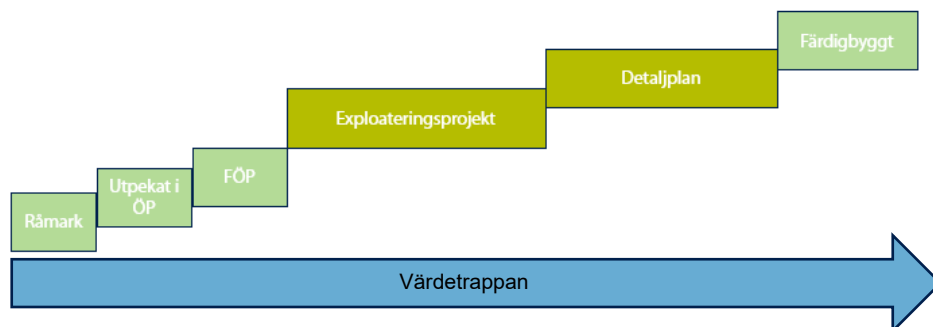 Råmark
Utpekat i
ÖP
FÖP
Exploateringsprojekt
Detaljplan
Färdigbyggt
Värdetrappan